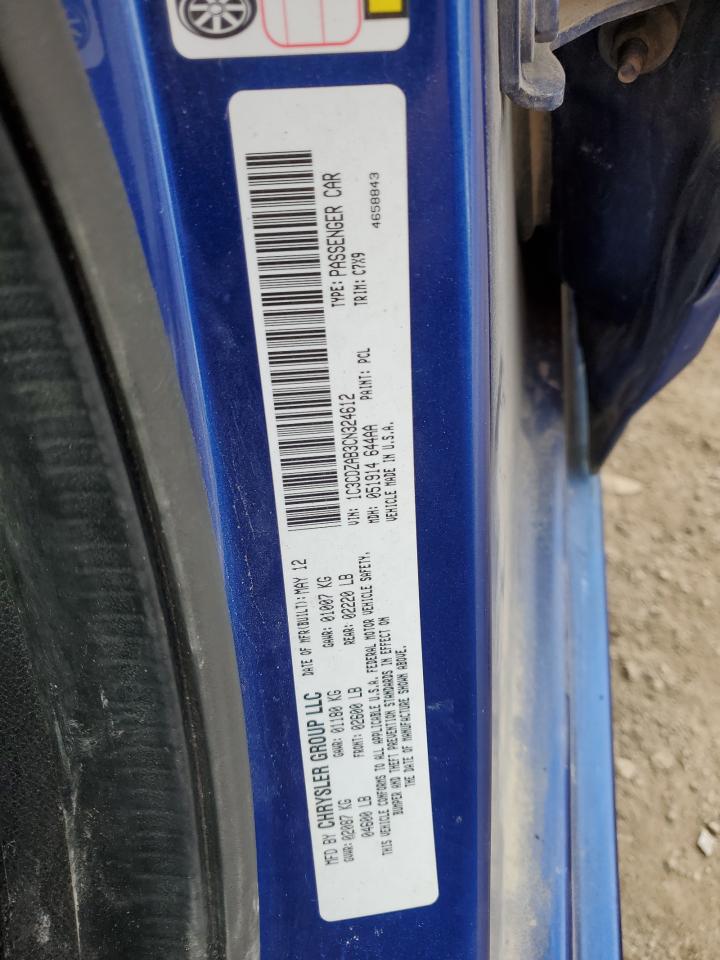 MFD BY CHRYSLER GROUP LLC DATE OF MFR(BUILT): MAY 12
GVWR: 02087 KG GAWR: 01180 KG GAWR: 01007 KG
04600 LB FRONT: 02600 LB REAR: 02220 LB
THIS VEHICLE CONFORMS TO ALL APPLICABLE U.S.A. FEDERAL MOTOR VEHICLE SAFETY,
BUMPER AND THEFT PREVENTION STANDARDS IN EFFECT ON
THE DATE OF MANUFACTURE SHOWN ABOVE.
VIN: 1C3CDZAB3CN324612 TYPE: PASSENGER CAR
MDH: 051914 644AA PAINT: PCL TRIM: C7X9
VEHICLE MADE IN U.S.A. 4658843